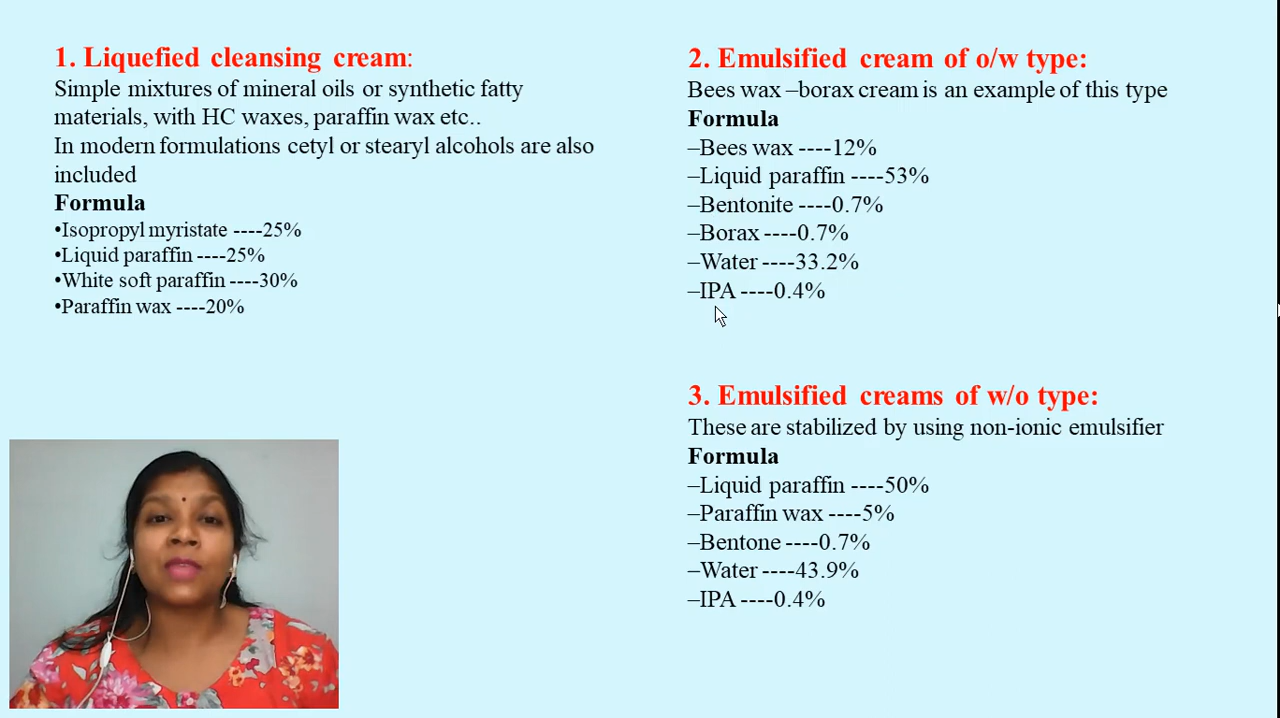 1. Liquefied cleansing cream:
Simple mixtures of mineral oils or synthetic fatty
materials, with HC waxes, paraffin wax etc..
In modern formulations cetyl or stearyl alcohols are also
included
Formula
•Isopropyl myristate ----25%
•Liquid paraffin ----25%
•White soft paraffin ----30%
•Paraffin wax ----20%
2. Emulsified cream of o/w type:
Bees wax –borax cream is an example of this type
Formula
–Bees wax ----12%
–Liquid paraffin ----53%
–Bentonite ----0.7%
–Borax ----0.7%
–Water ----33.2%
–IPA ----0.4%
3. Emulsified creams of w/o type:
These are stabilized by using non-ionic emulsifier
Formula
–Liquid paraffin ----50%
–Paraffin wax ----5%
–Bentone ----0.7%
–Water ----43.9%
–IPA ----0.4%